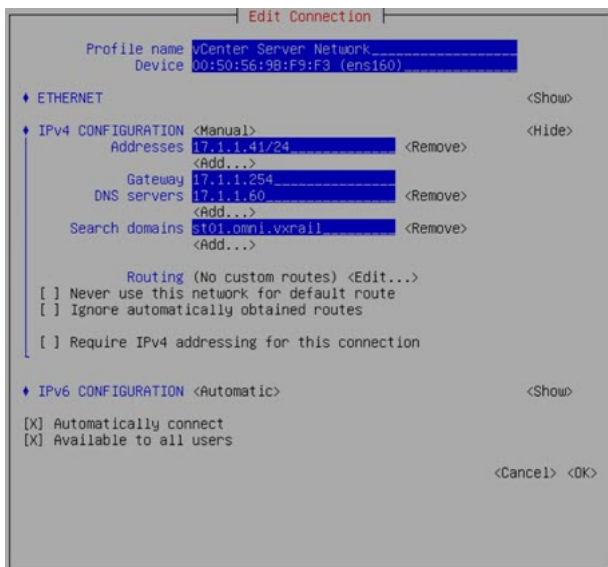 Edit Connection
Profile name vCenter Server Network
Device 00:50:56:9B:F9:F3 (ens160)
♦ ETHERNET <Show>
♦ IPv4 CONFIGURATION <Manual> <Hide>
Addresses 17.1.1.41/24 <Remove>
<Add...>
Gateway 17.1.1.254
DNS servers 17.1.1.60 <Remove>
<Add...>
Search domains st01.omni.vxrail <Remove>
<Add...>
Routing (No custom routes) <Edit...>
[ ] Never use this network for default route
[ ] Ignore automatically obtained routes
[ ] Require IPv4 addressing for this connection
♦ IPv6 CONFIGURATION <Automatic> <Show>
[X] Automatically connect
[X] Available to all users
<Cancel> <OK>